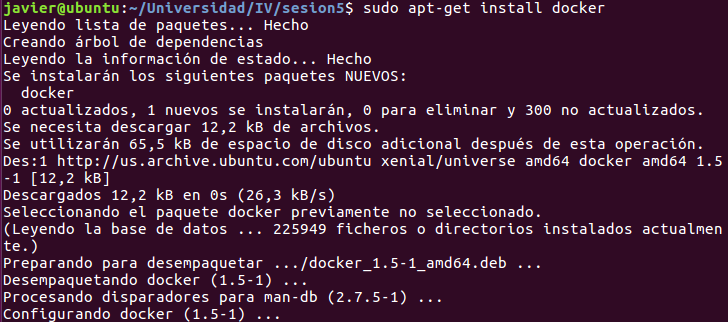 javier@ubuntu:~/Universidad/IV/sesion5$ sudo apt-get install docker
Leyendo lista de paquetes... Hecho
Creando árbol de dependencias
Leyendo la información de estado... Hecho
Se instalarán los siguientes paquetes NUEVOS:
  docker
0 actualizados, 1 nuevos se instalarán, 0 para eliminar y 300 no actualizados.
Se necesita descargar 12,2 kB de archivos.
Se utilizarán 65,5 kB de espacio de disco adicional después de esta operación.
Des:1 http://us.archive.ubuntu.com/ubuntu xenial/universe amd64 docker amd64 1.5
-1 [12,2 kB]
Descargados 12,2 kB en 0s (26,3 kB/s)
Seleccionando el paquete docker previamente no seleccionado.
(Leyendo la base de datos ... 225949 ficheros o directorios instalados actualmen
te.)
Preparando para desempaquetar .../docker_1.5-1_amd64.deb ...
Desempaquetando docker (1.5-1) ...
Procesando disparadores para man-db (2.7.5-1) ...
Configurando docker (1.5-1) ...